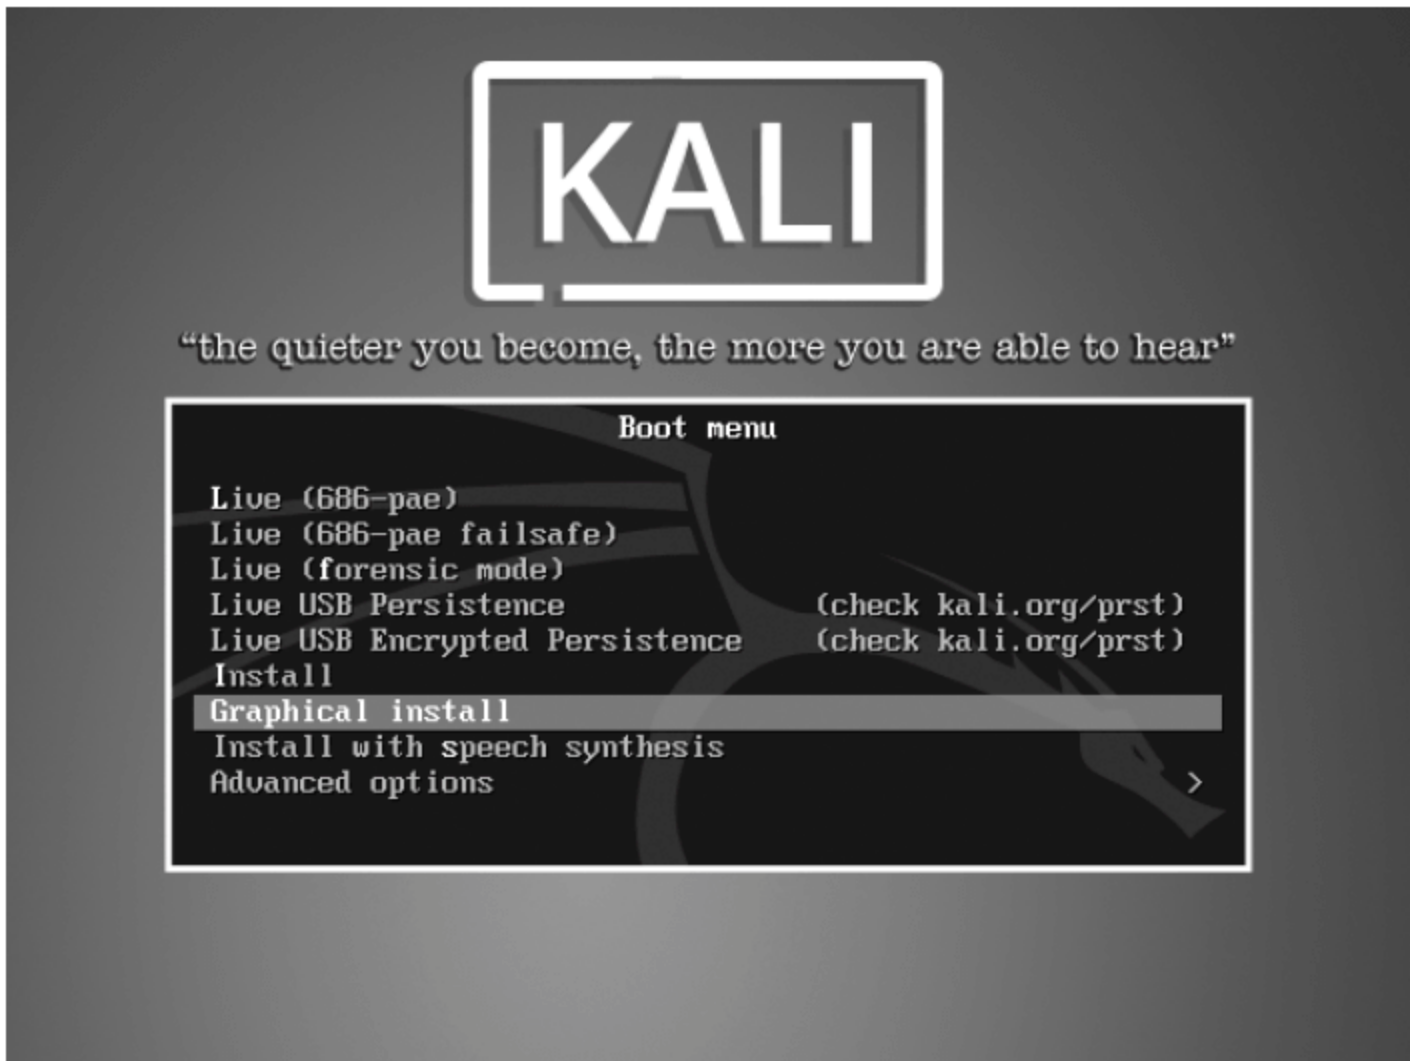 KALI
“the quieter you become, the more you are able to hear”
Boot menu
Live (686-pae)
Live (686-pae failsafe)
Live (forensic mode)
Live USB Persistence (check kali.org/prst)
Live USB Encrypted Persistence (check kali.org/prst)
Install
Graphical install
Install with speech synthesis
Advanced options >